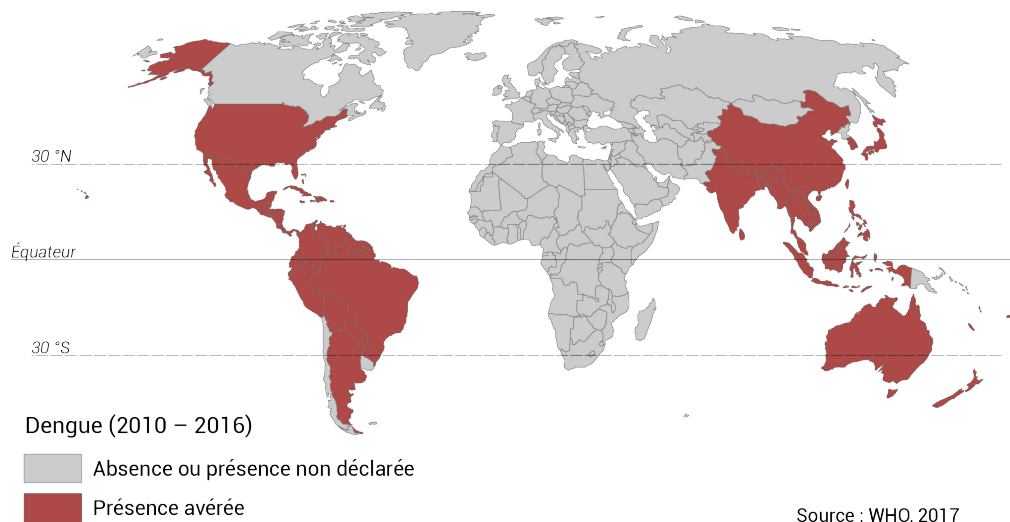 30 °N
Équateur
30 °S
Dengue (2010 – 2016)
Absence ou présence non déclarée
Présence avérée
Source : WHO, 2017